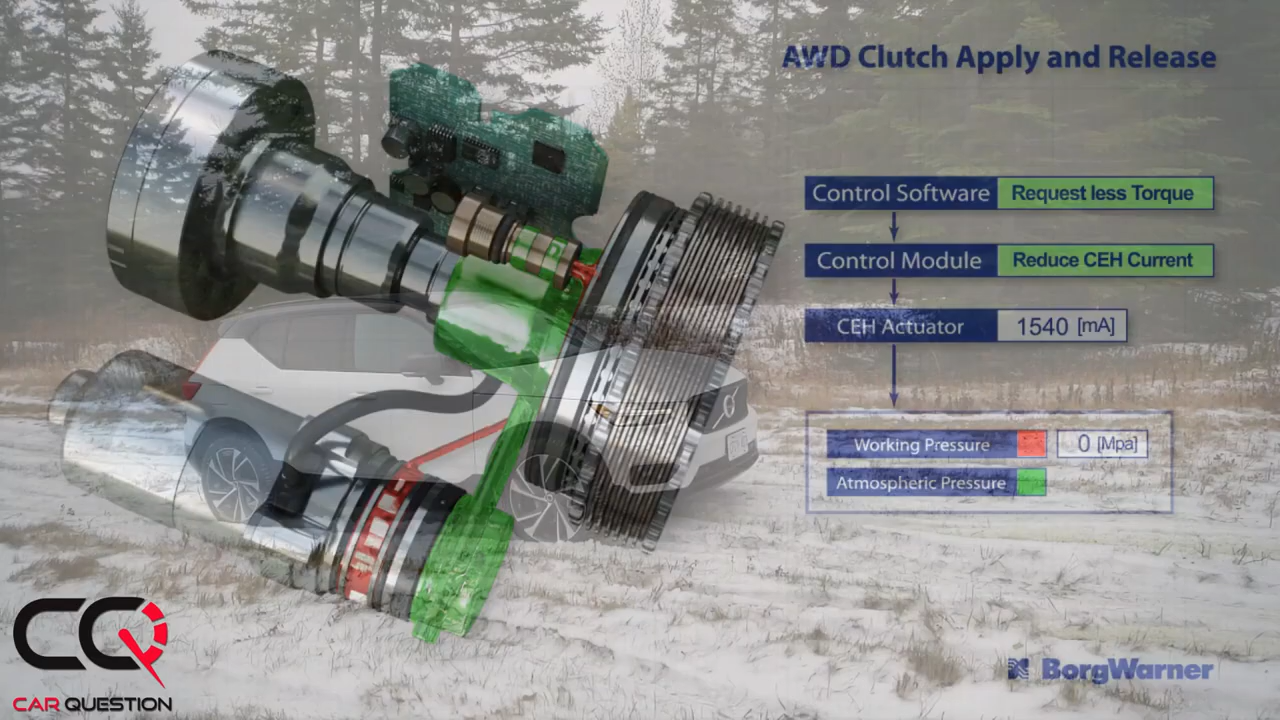 AWD Clutch Apply and Release
Control Software Request less Torque
Control Module Reduce CEH Current
CEH Actuator 1540 [mA]
Working Pressure 0 [Mpa]
Atmospheric Pressure
CQ
CAR QUESTION
BorgWarner